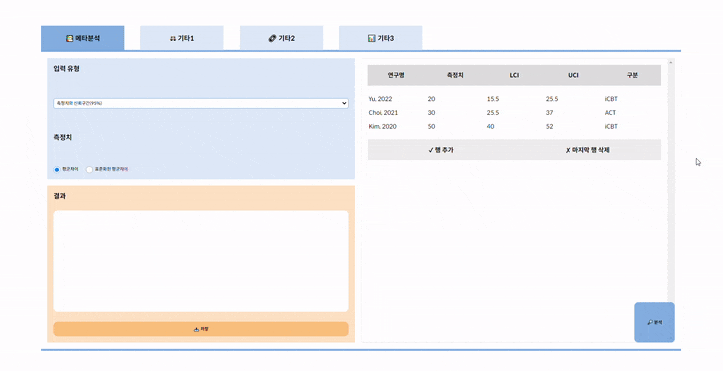 메타분석
기타1
기타2
기타3
입력 유형
측정치와 신뢰구간(95%)
측정치
평균차이
표준화된 평균차이
결과
저장
연구명 측정치 LCI UCI 구분
Yu, 2022 20 15.5 25.5 iCBT
Choi, 2021 30 25.5 37 ACT
Kim, 2020 50 40 52 iCBT
✓ 행 추가
✗ 마지막 행 삭제
분석